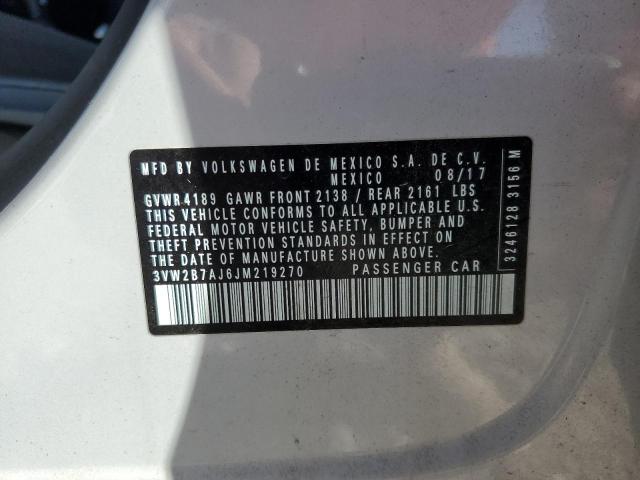 MFD BY VOLKSWAGEN DE MEXICO S.A. DE C.V.
MEXICO 08/17
GVWR 4189 GAWR FRONT 2138 / REAR 2161 LBS
THIS VEHICLE CONFORMS TO ALL APPLICABLE U.S.
FEDERAL MOTOR VEHICLE SAFETY, BUMPER AND
THEFT PREVENTION STANDARDS IN EFFECT ON
THE DATE OF MANUFACTURE SHOWN ABOVE.
3VW2B7AJ6JM219270 PASSENGER CAR
3246128 3156 M